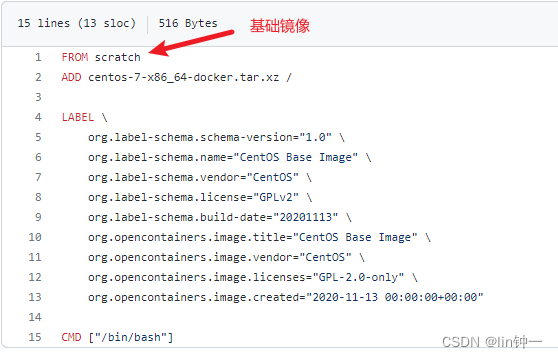 15 lines (13 sloc) 516 Bytes
基础镜像
1 FROM scratch
2 ADD centos-7-x86_64-docker.tar.xz /
3
4 LABEL \
5 org.label-schema.schema-version="1.0" \
6 org.label-schema.name="CentOS Base Image" \
7 org.label-schema.vendor="CentOS" \
8 org.label-schema.license="GPLv2" \
9 org.label-schema.build-date="20201113" \
10 org.opencontainers.image.title="CentOS Base Image" \
11 org.opencontainers.image.vendor="CentOS" \
12 org.opencontainers.image.licenses="GPL-2.0-only" \
13 org.opencontainers.image.created="2020-11-13 00:00:00+00:00"
14
15 CMD ["/bin/bash"]
CSDN @lin钟一